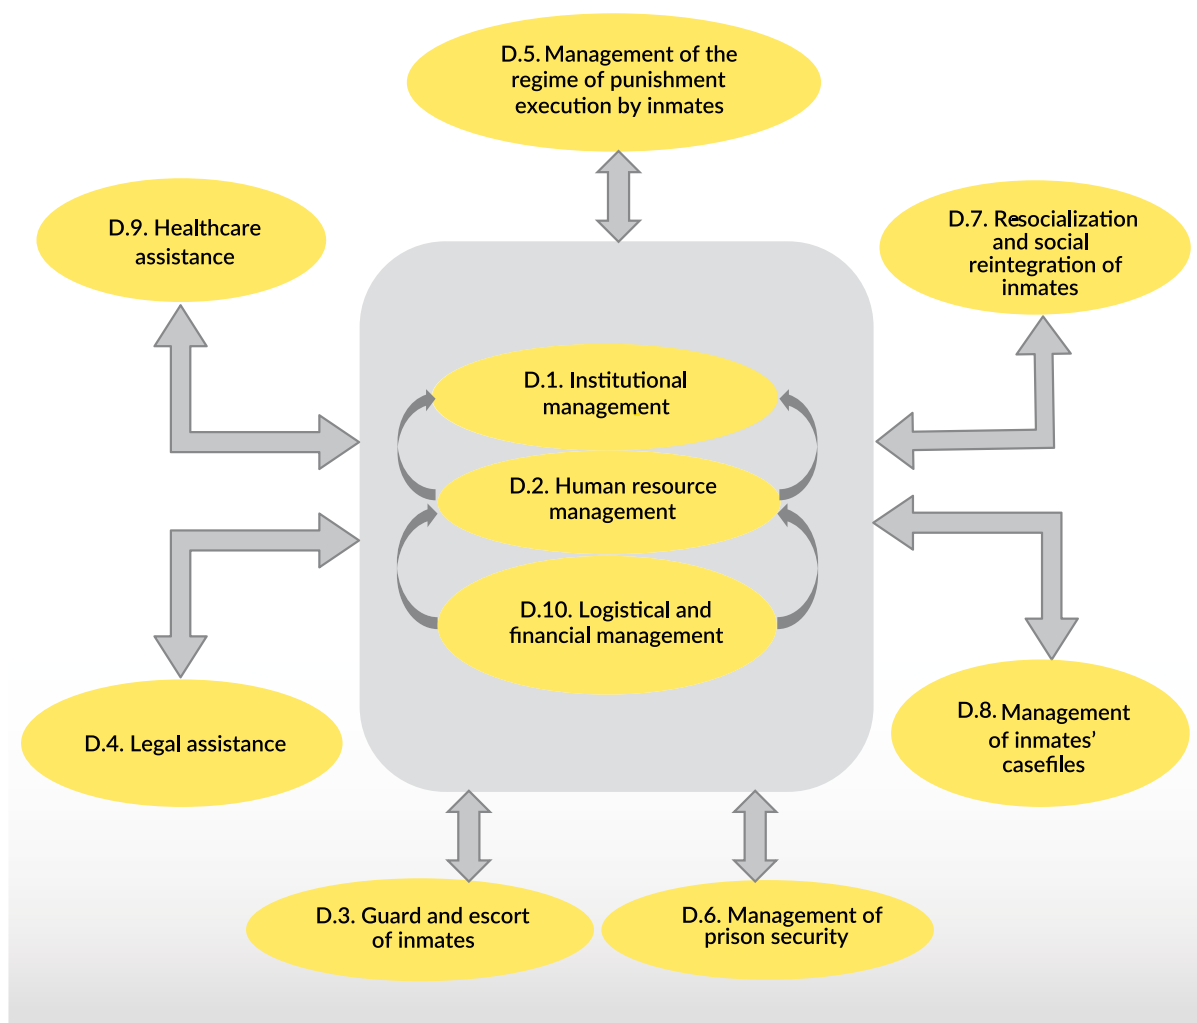 D.5. Management of the
regime of punishment
execution by inmates
D.9. Healthcare
assistance
D.7. Resocialization
and social
reintegration of
inmates
D.1. Institutional
management
D.2. Human resource
management
D.10. Logistical and
financial management
D.4. Legal assistance
D.8. Management
of inmates’
casefiles
D.3. Guard and escort
of inmates
D.6. Management of
prison security